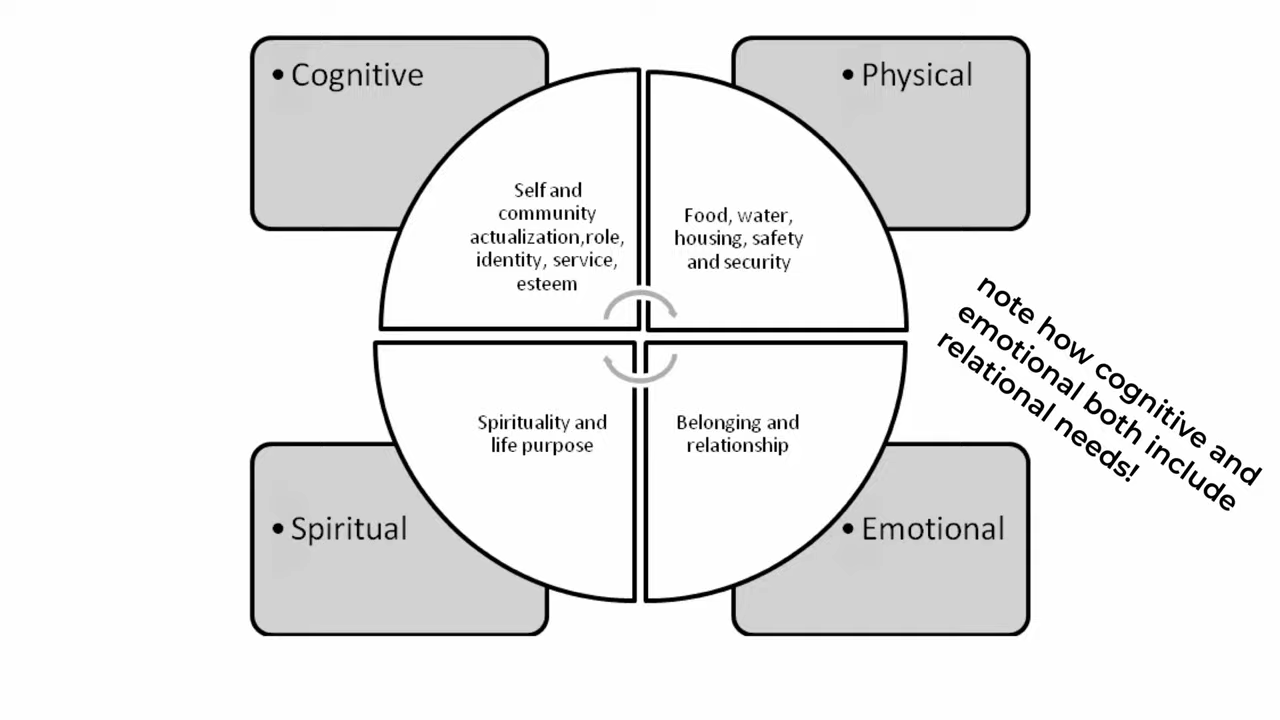 • Cognitive
• Physical
Self and
community
actualization,role,
identity, service,
esteem
Food, water,
housing, safety
and security
note how cognitive and
emotional both include
relational needs!
Spirituality and
life purpose
Belonging and
relationship
• Spiritual
• Emotional